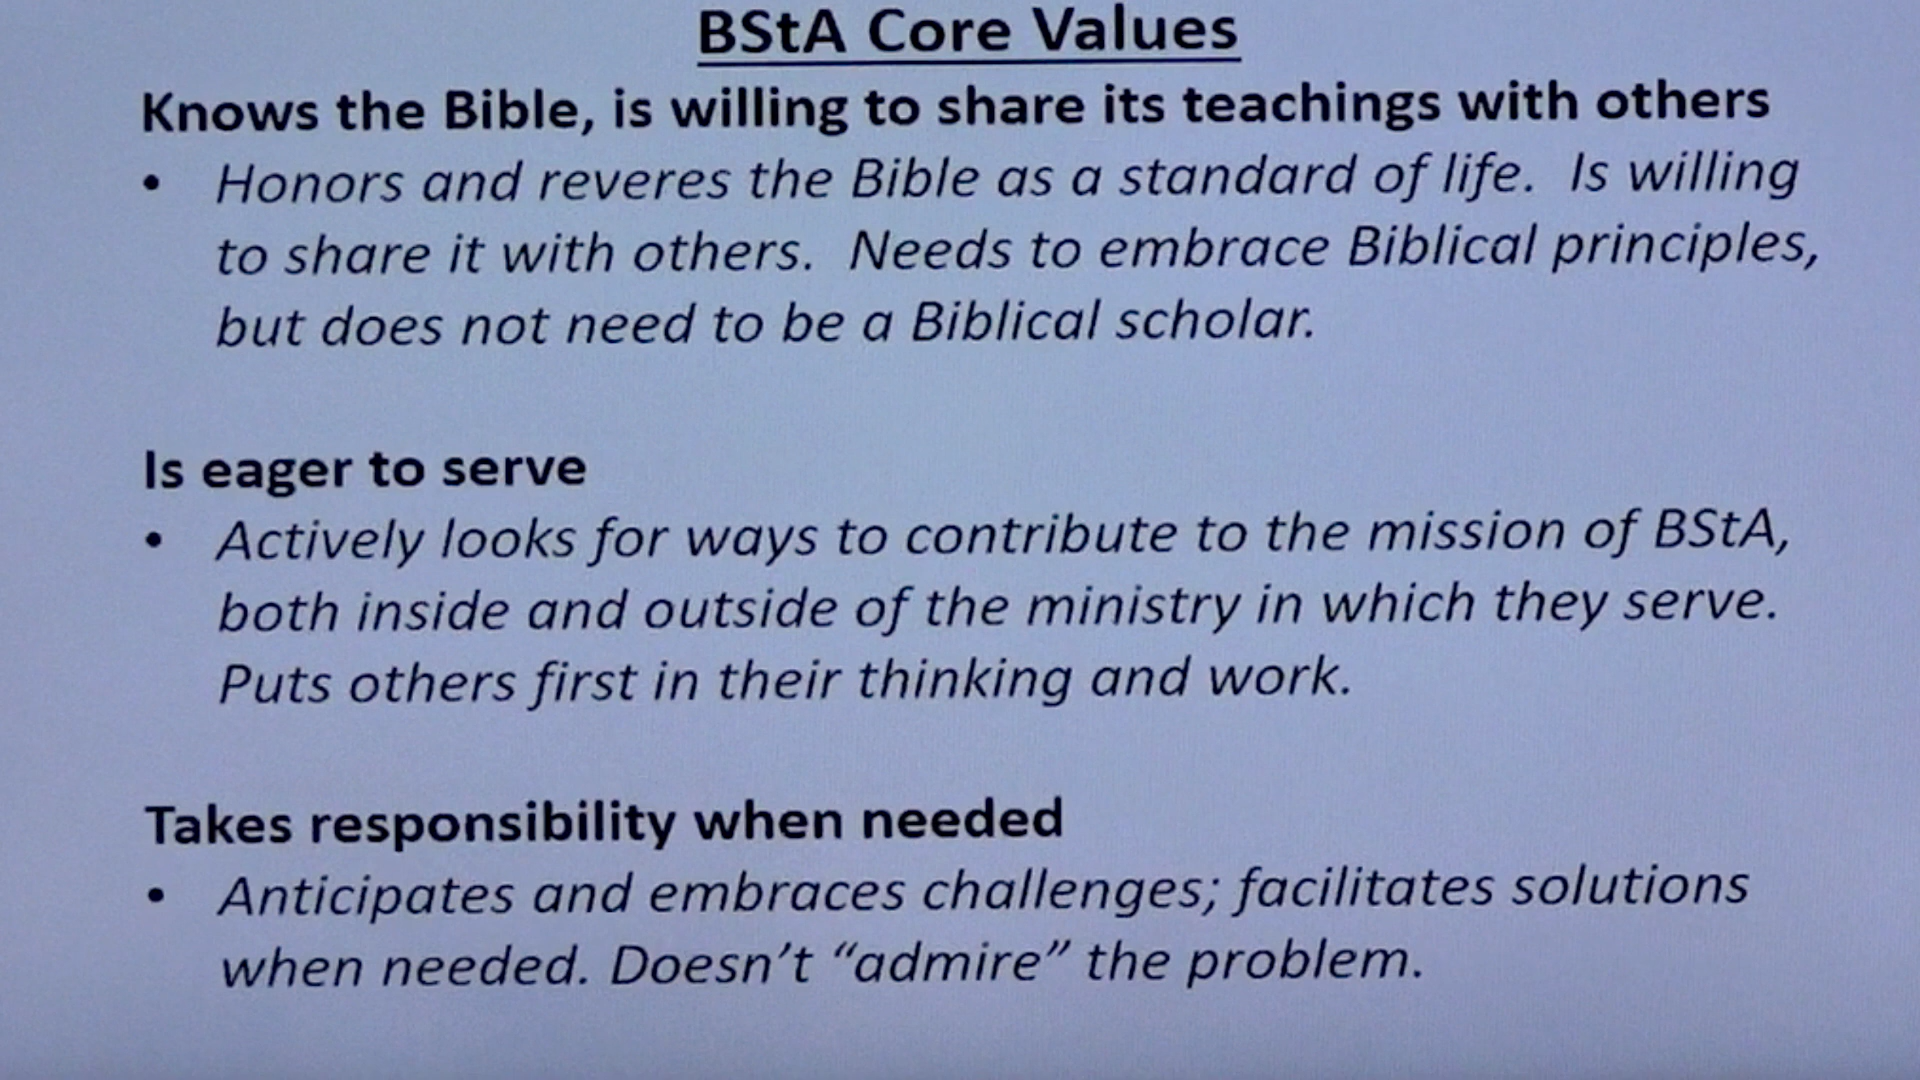 BStA Core Values
Knows the Bible, is willing to share its teachings with others
• Honors and reveres the Bible as a standard of life. Is willing
to share it with others. Needs to embrace Biblical principles,
but does not need to be a Biblical scholar.
Is eager to serve
• Actively looks for ways to contribute to the mission of BStA,
both inside and outside of the ministry in which they serve.
Puts others first in their thinking and work.
Takes responsibility when needed
• Anticipates and embraces challenges; facilitates solutions
when needed. Doesn’t “admire” the problem.